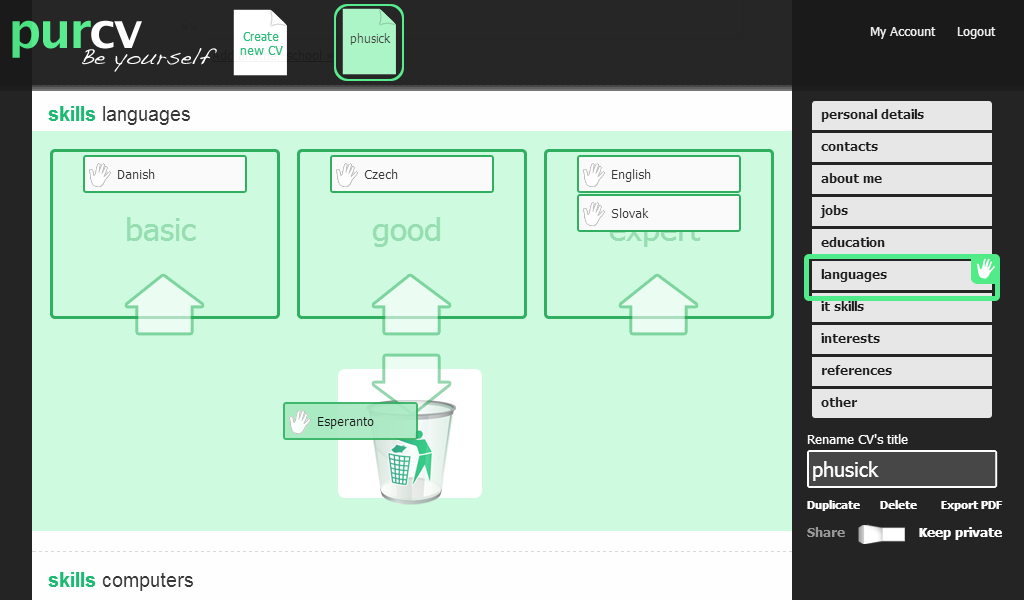 purcv
Be yourself
Create
new CV
phusick
My Account
Logout
skills languages
Danish
Czech
English
Slovak
basic
good
expert
Esperanto
skills computers
personal details
contacts
about me
jobs
education
languages
it skills
interests
references
other
Rename CV's title
phusick
Duplicate
Delete
Export PDF
Share
Keep private